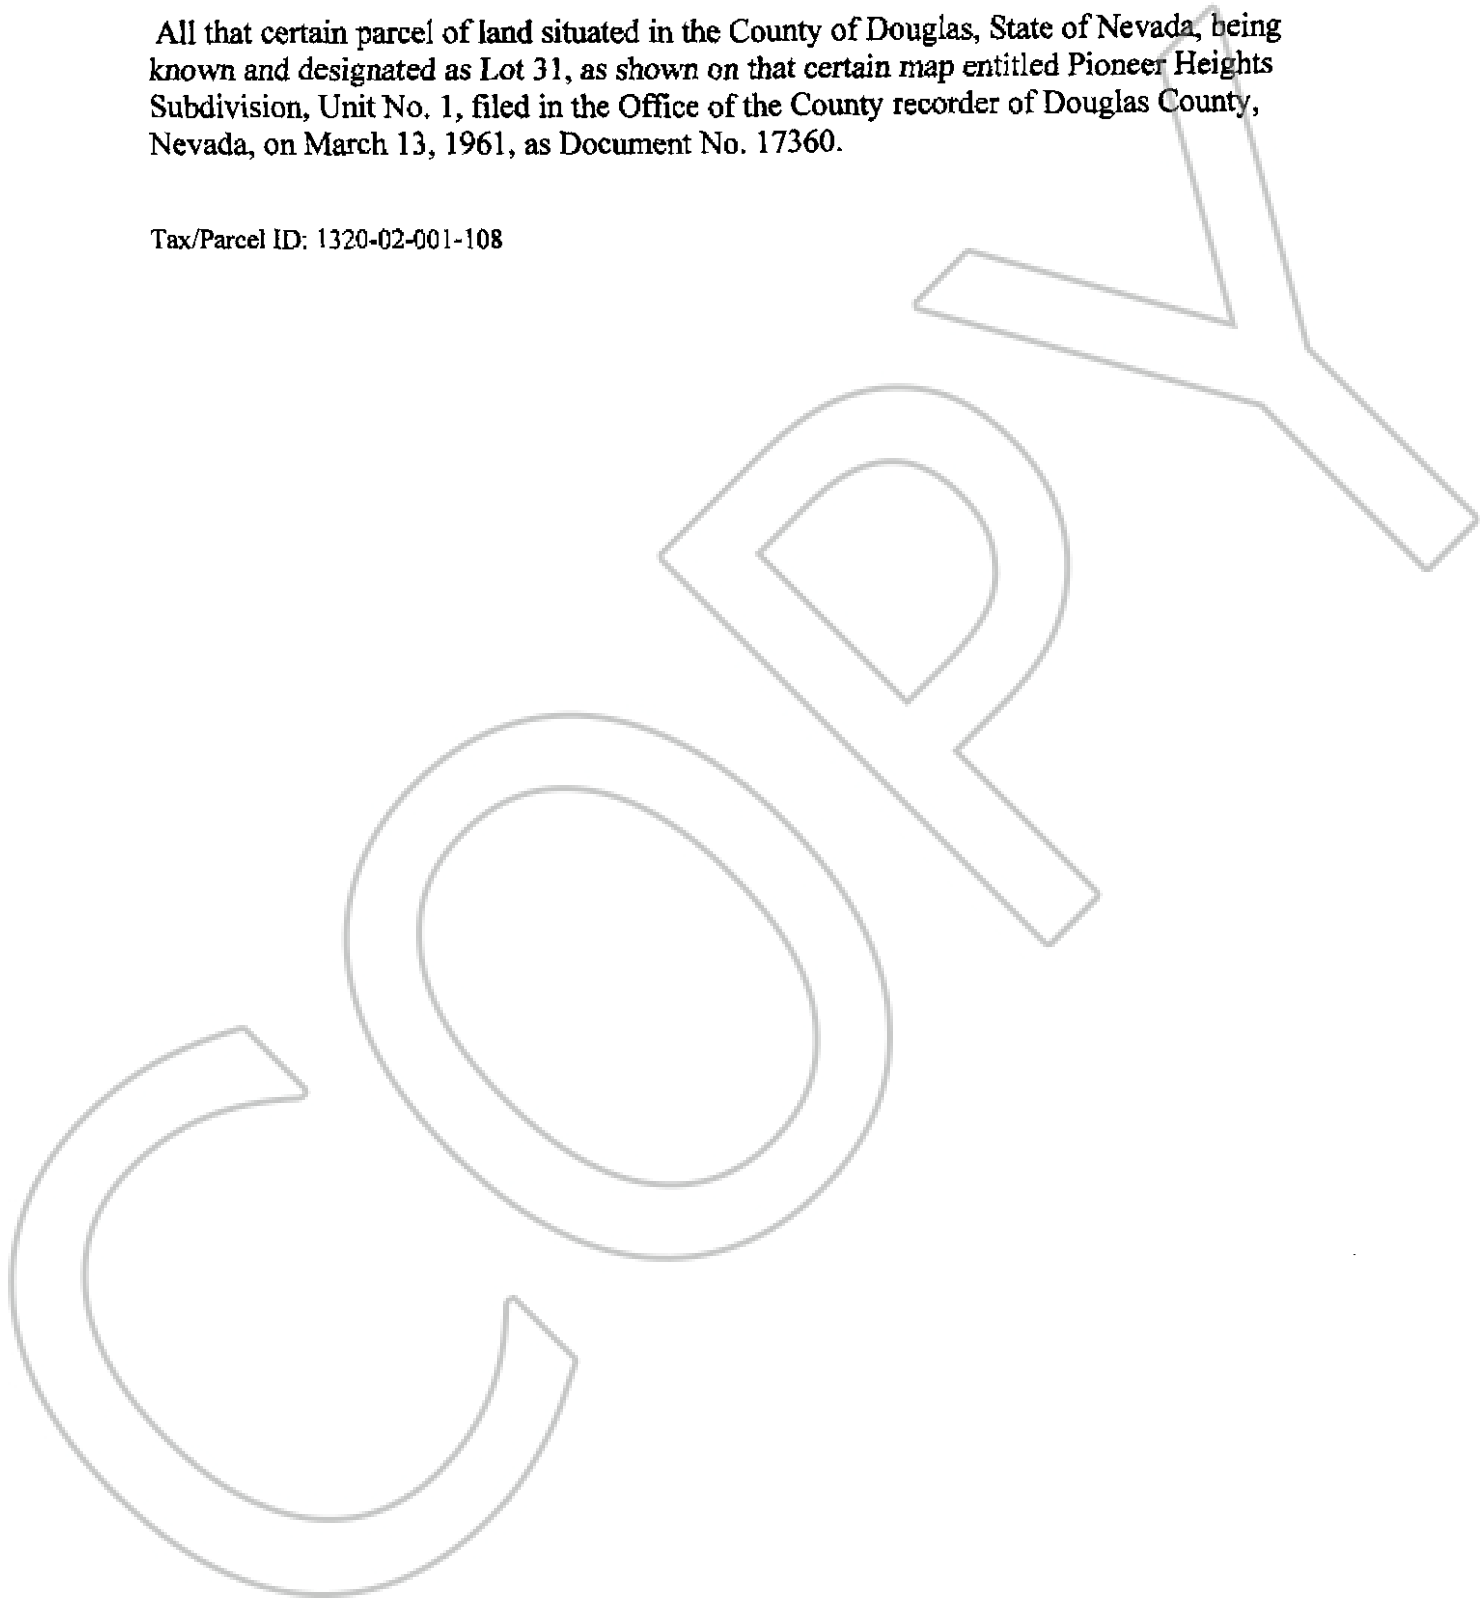 All that certain parcel of land situated in the County of Douglas, State of Nevada, being
known and designated as Lot 31, as shown on that certain map entitled Pioneer Heights
Subdivision, Unit No. 1, filed in the Office of the County recorder of Douglas County,
Nevada, on March 13, 1961, as Document No. 17360.
Tax/Parcel ID: 1320-02-001-108
COPY